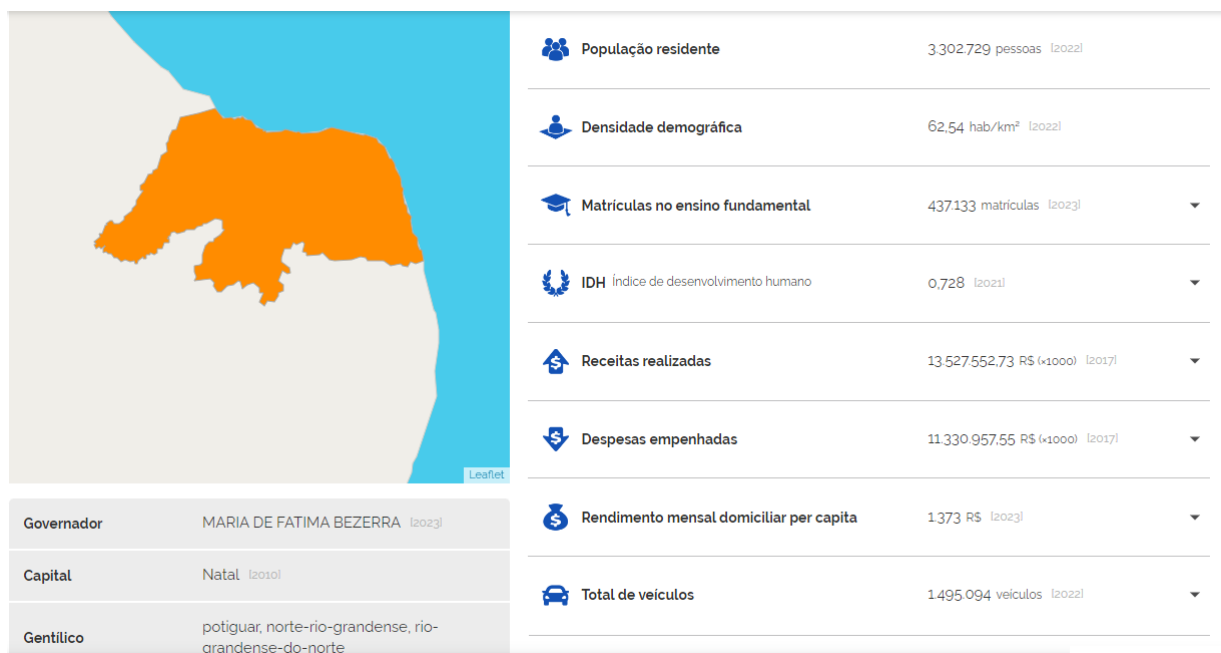 Leaflet
Governador MARIA DE FATIMA BEZERRA [2023]
Capital Natal [2010]
Gentílico potiguar, norte-rio-grandense, rio-
grandense-do-norte
População residente 3.302.729 pessoas [2022]
Densidade demográfica 62,54 hab/km² [2022]
Matrículas no ensino fundamental 437.133 matrículas [2023]
IDH Índice de desenvolvimento humano 0,728 [2021]
Receitas realizadas 13.527.552,73 R$ (×1000) [2017]
Despesas empenhadas 11.330.957,55 R$ (×1000) [2017]
Rendimento mensal domiciliar per capita 1.373 R$ [2023]
Total de veículos 1.495.094 veículos [2022]